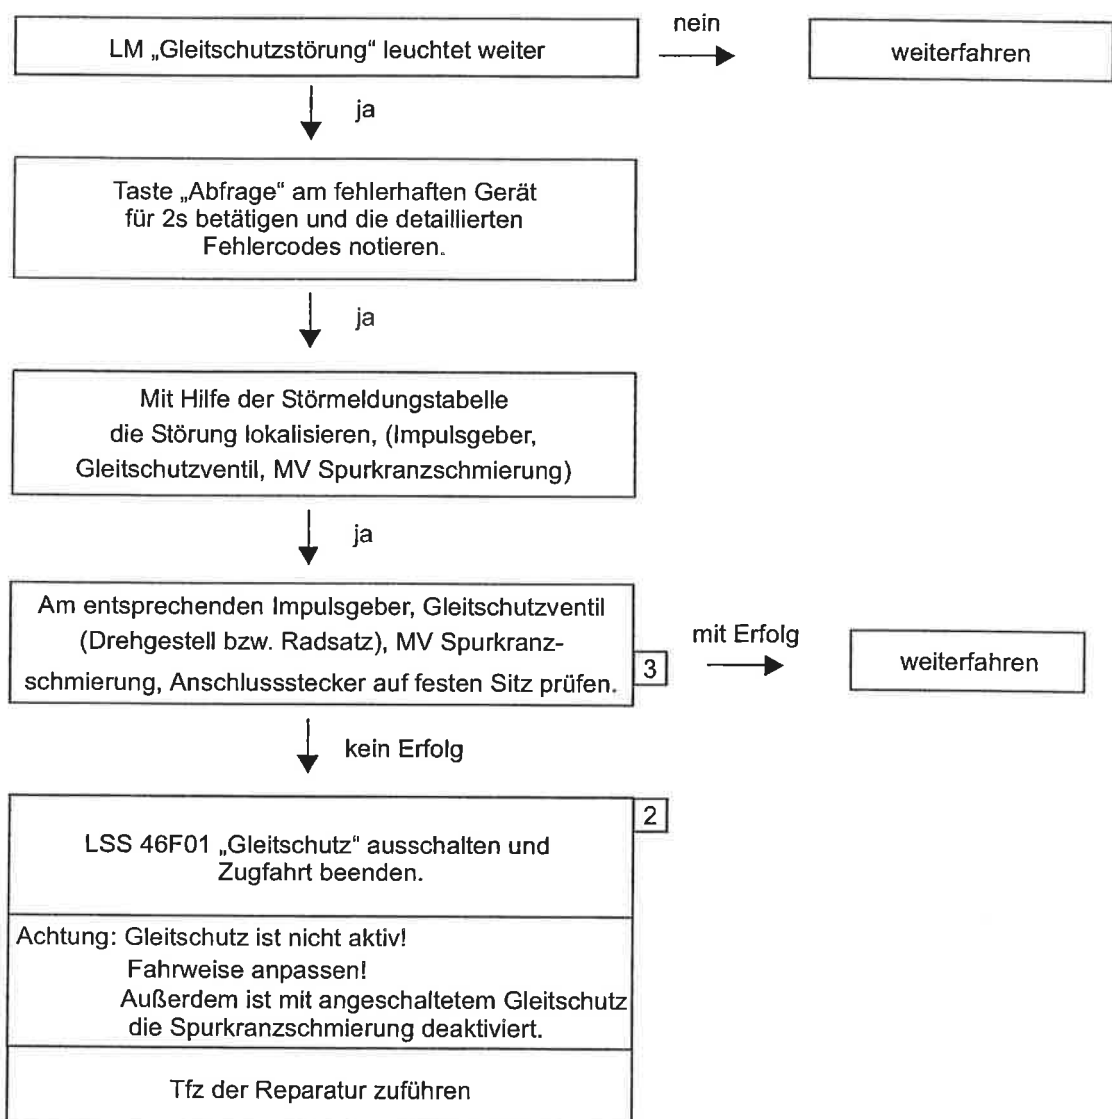 LM „Gleitschutzstörung“ leuchtet weiter
nein
weiterfahren
ja
Taste „Abfrage“ am fehlerhaften Gerät
für 2s betätigen und die detaillierten
Fehlercodes notieren.
ja
Mit Hilfe der Störmeldungstabelle
die Störung lokalisieren, (Impulsgeber,
Gleitschutzventil, MV Spurkranzschmierung)
ja
Am entsprechenden Impulsgeber, Gleitschutzventil
(Drehgestell bzw. Radsatz), MV Spurkranz-
schmierung, Anschlussstecker auf festen Sitz prüfen.
3
mit Erfolg
weiterfahren
kein Erfolg
2
LSS 46F01 „Gleitschutz“ ausschalten und
Zugfahrt beenden.
Achtung: Gleitschutz ist nicht aktiv!
Fahrweise anpassen!
Außerdem ist mit angeschaltetem Gleitschutz
die Spurkranzschmierung deaktiviert.
Tfz der Reparatur zuführen